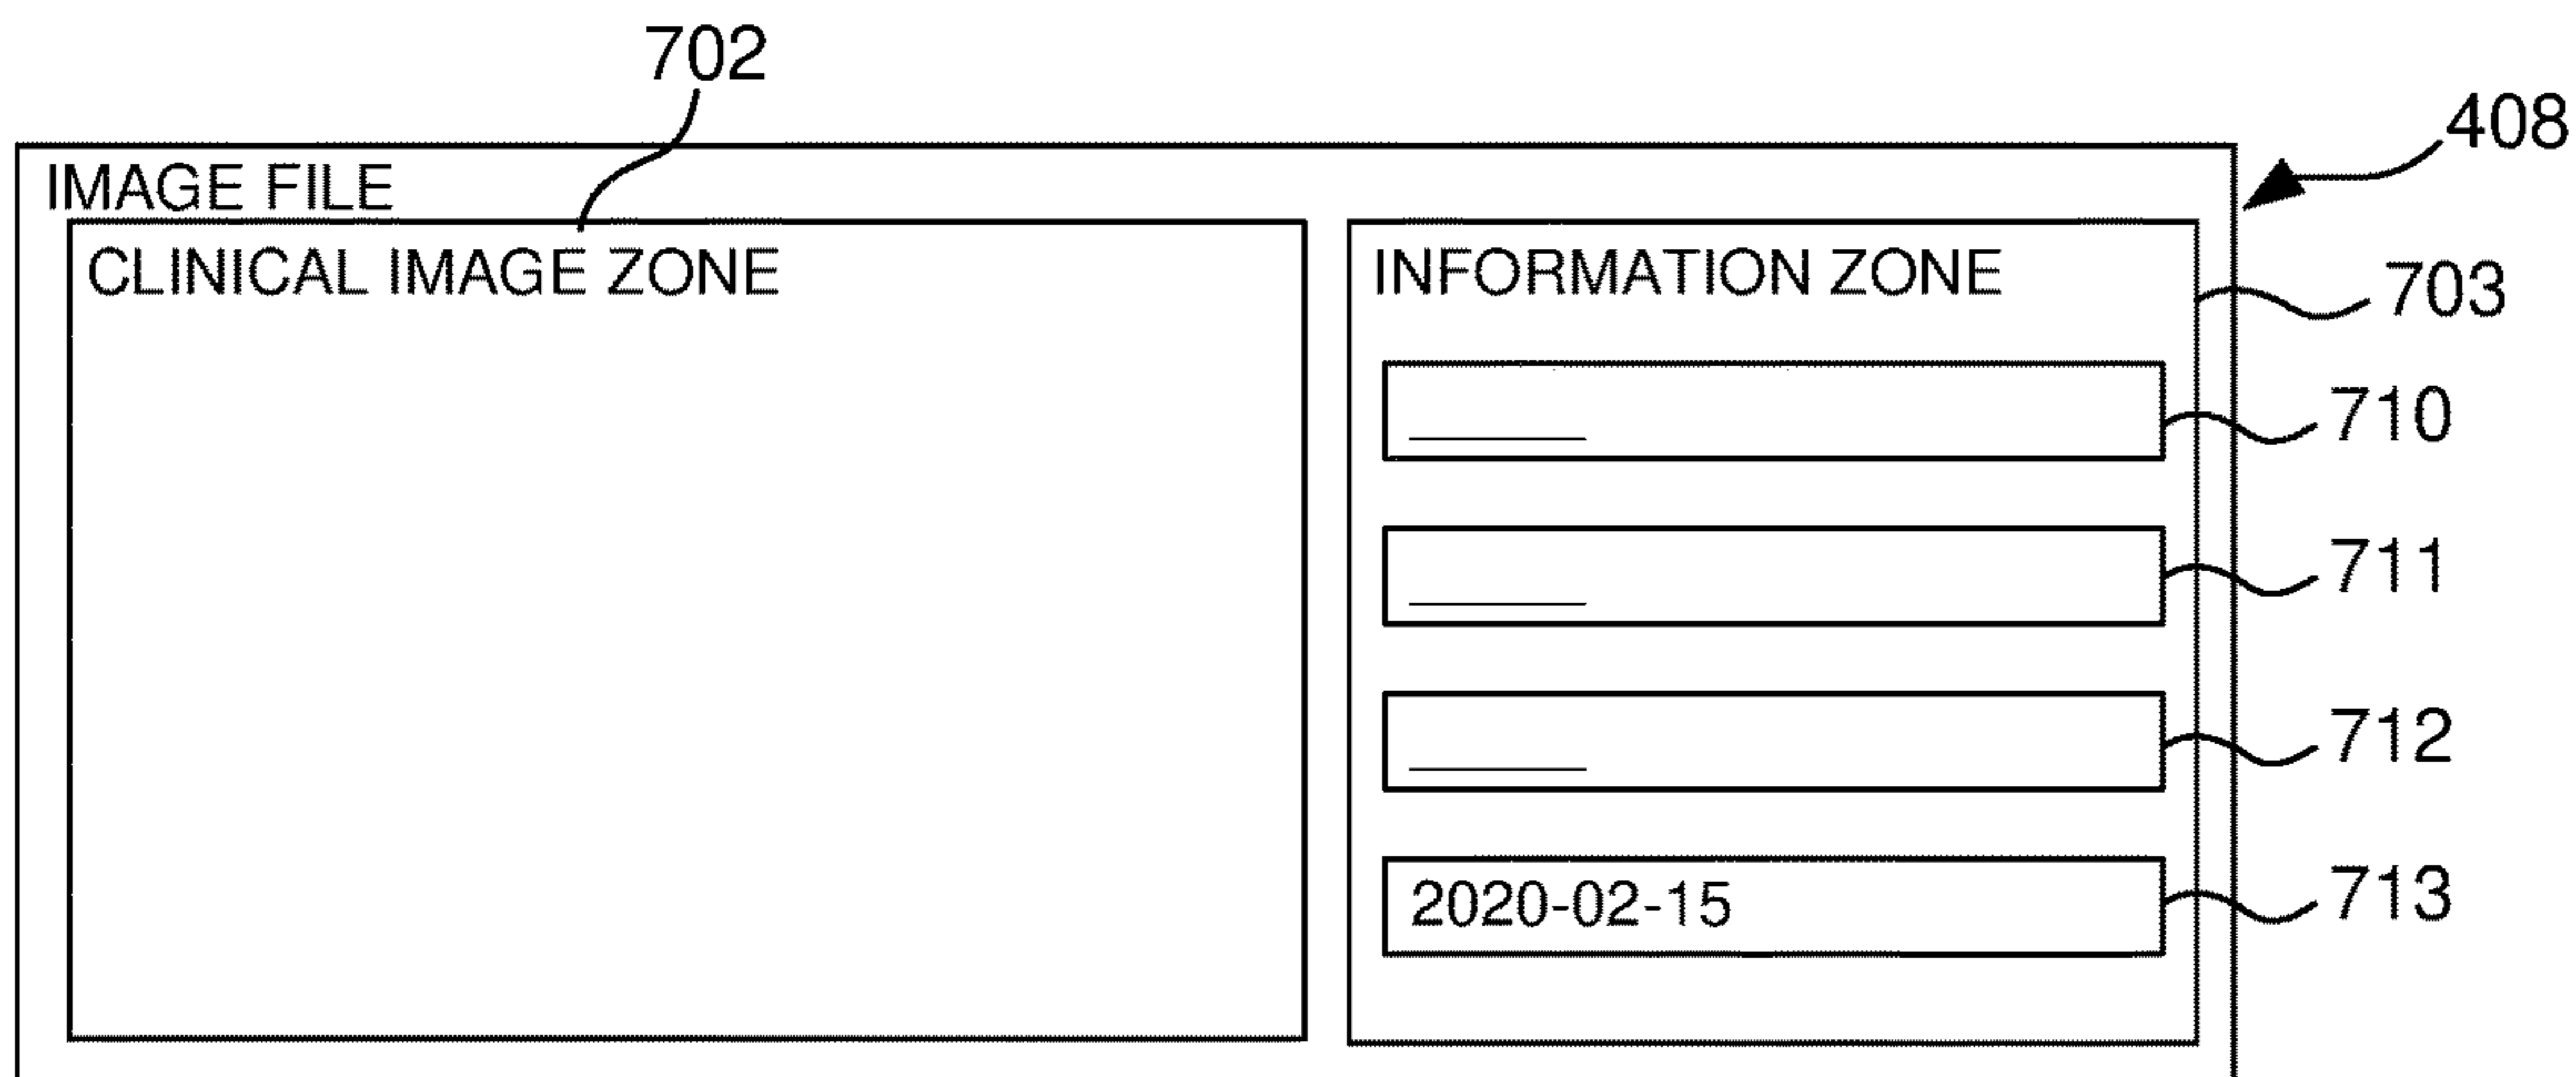 702
408
IMAGE FILE
CLINICAL IMAGE ZONE
INFORMATION ZONE
703
710
711
712
2020-02-15
713